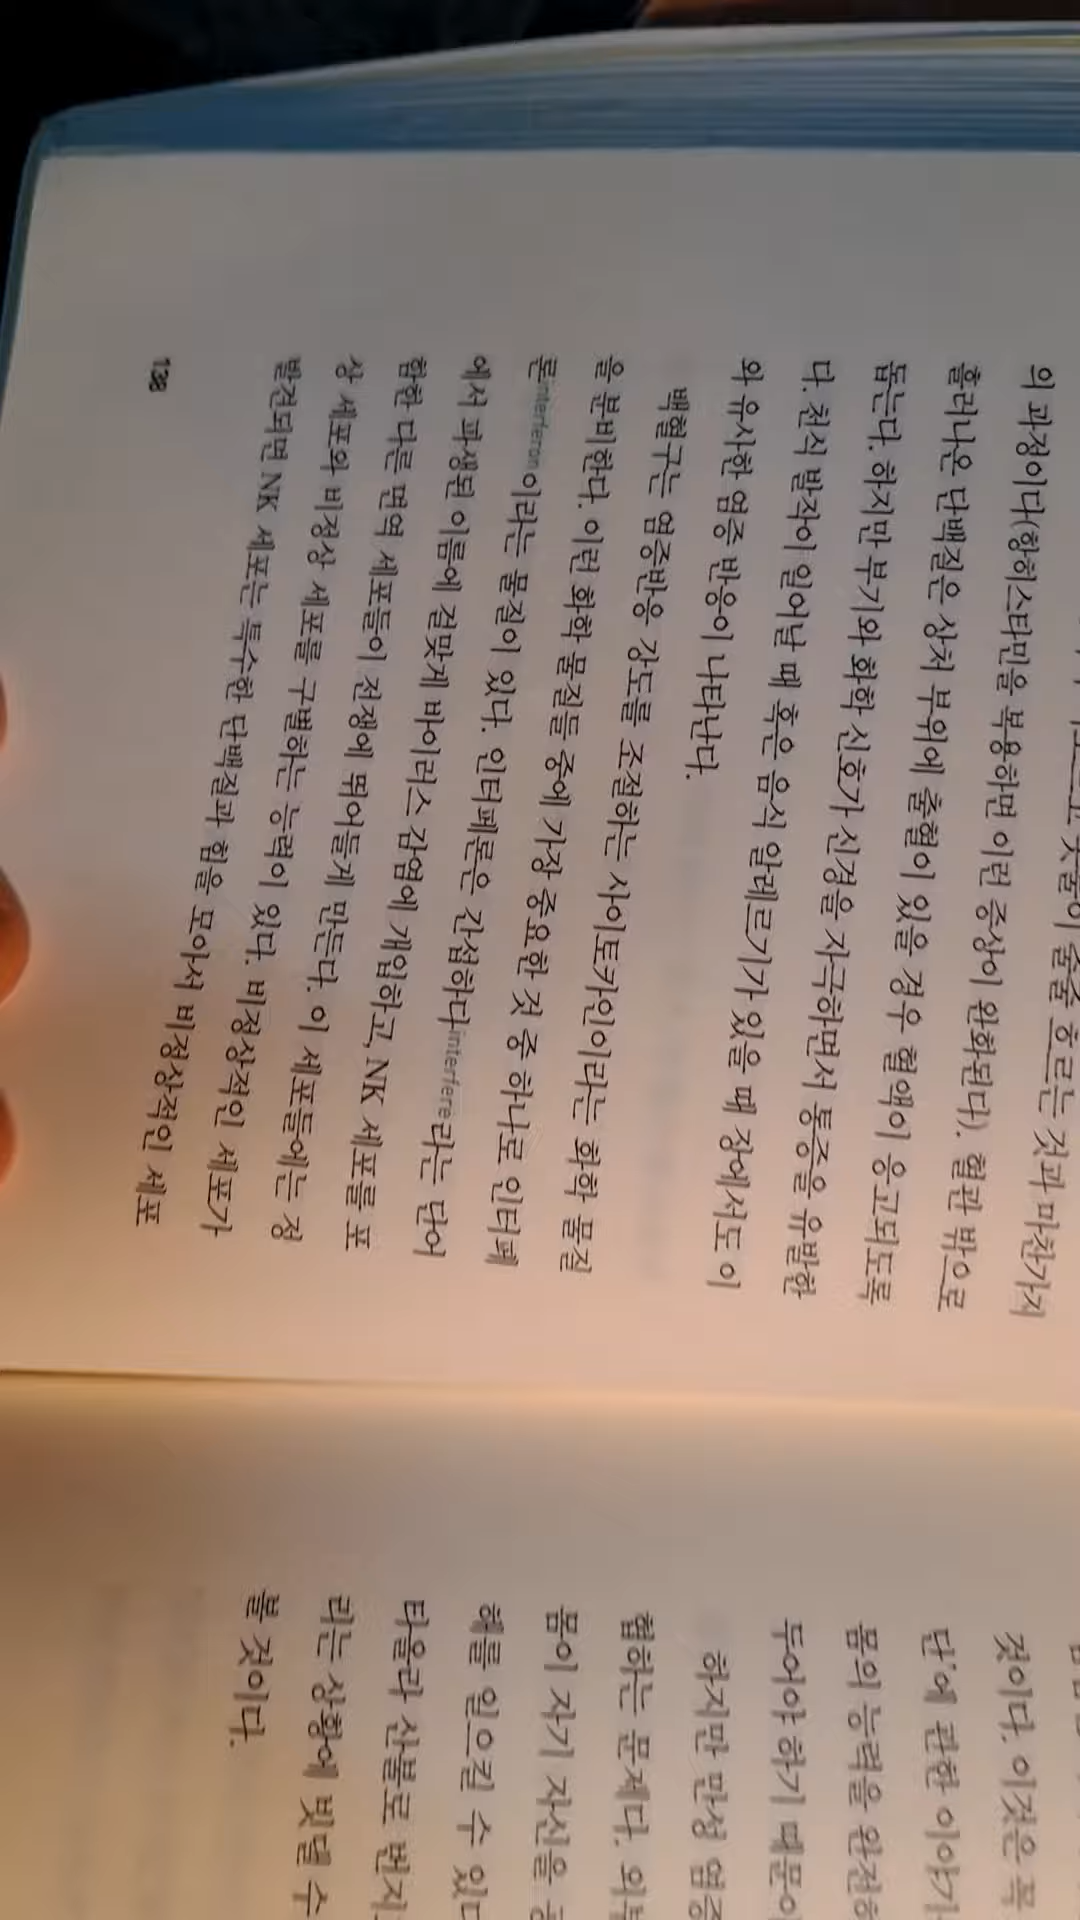 것과 마찬가지
의 과정이다(항히스타민을 복용하면 이런 증상이 완화된다). 혈관 밖으로
흘러나온 단백질은 상처 부위에 출혈이 있을 경우 혈액이 응고되도록
돕는다. 하지만 부기와 화학 신호가 신경을 자극하면서 통증을 유발한
다. 천식 발작이 일어날 때 혹은 음식 알레르기가 있을 때 장에서도 이
와 유사한 염증 반응이 나타난다.
백혈구는 염증반응 강도를 조절하는 사이토카인이라는 화학 물질
을 분비한다. 이런 화학 물질들 중에 가장 중요한 것 중 하나로 인터페
론interferon이라는 물질이 있다. 인터페론은 간섭하다interfere라는 단어
에서 파생된 이름에 걸맞게 바이러스 감염에 개입하고, NK 세포를 포
함한 다른 면역 세포들이 전쟁에 뛰어들게 만든다. 이 세포들에는 정
상 세포와 비정상 세포를 구별하는 능력이 있다. 비정상적인 세포가
발견되면 NK 세포는 특수한 단백질과 힘을 모아서 비정상적인 세포
138
것이다. 이것은
단'에 관한 이야기
몸의 능력을
두어야 하기 때문이
하지만 만성 염증
협하는 문제다.
몸이 자기 자신을
해를 일으킬 수 있
타올라 산불로 번지
리는 상황에 빗댈 수
볼 것이다.